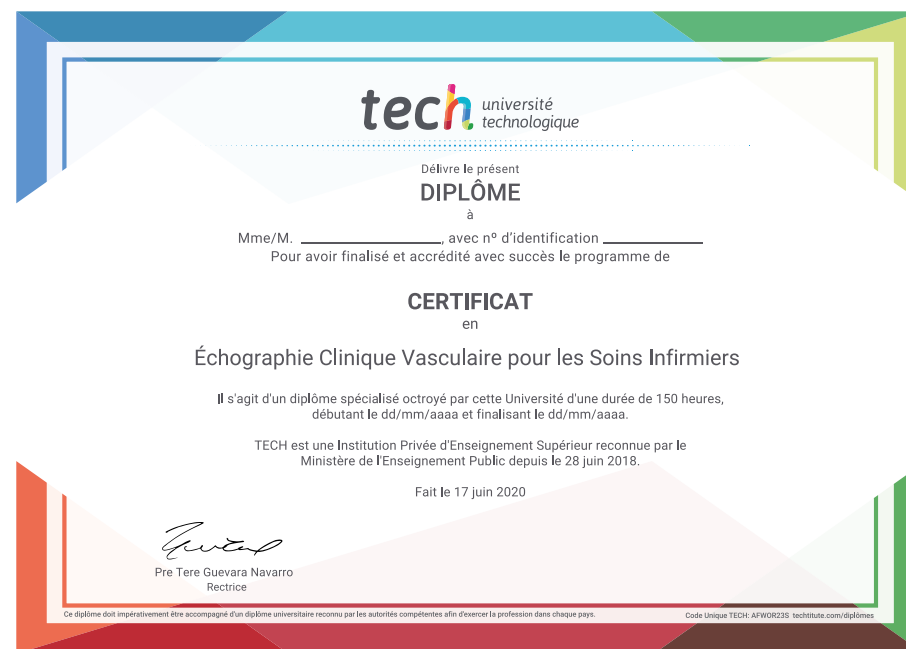 tech université
technologique
Délivre le présent
DIPLÔME
à
Mme/M. ____________________, avec nº d'identification ______________
Pour avoir finalisé et accrédité avec succès le programme de
CERTIFICAT
en
Échographie Clinique Vasculaire pour les Soins Infirmiers
Il s'agit d'un diplôme spécialisé octroyé par cette Université d'une durée de 150 heures,
débutant le dd/mm/aaaa et finalisant le dd/mm/aaaa.
TECH est une Institution Privée d'Enseignement Supérieur reconnue par le
Ministère de l'Enseignement Public depuis le 28 juin 2018.
Fait le 17 juin 2020
Pre Tere Guevara Navarro
Rectrice
Ce diplôme doit impérativement être accompagné d'un diplôme universitaire reconnu par les autorités compétentes afin d'exercer la profession dans chaque pays.
Code Unique TECH: AFWOR23S techtitute.com/diplômes